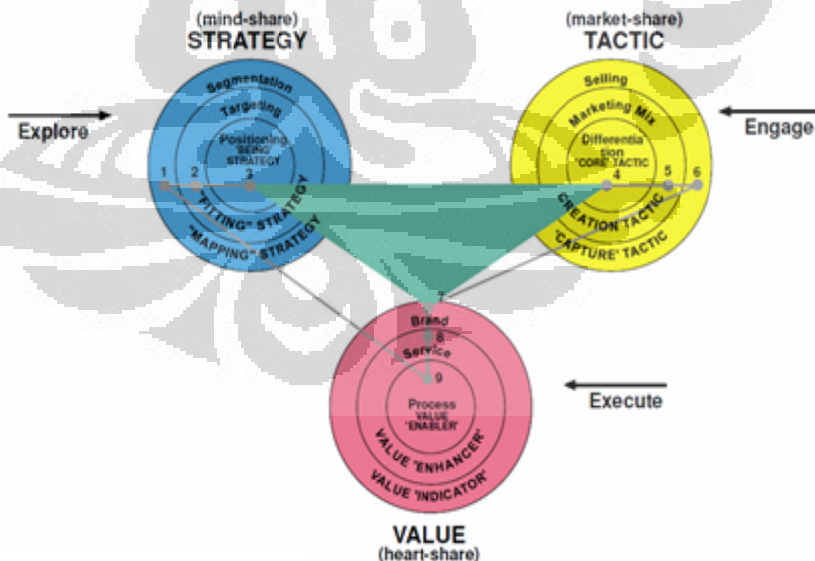 (mind-share)
STRATEGY
(market-share)
TACTIC
Explore
Engage
Segmentation
Targeting
Positioning
'BEING'
STRATEGY
1
2
3
"FITTING" STRATEGY
"MAPPING" STRATEGY
Selling
Marketing Mix
Differentia
tion
'CORE' TACTIC
4
5
6
CREATION TACTIC
'CAPTURE' TACTIC
7
Brand
8
Service
9
Process
VALUE
'ENABLER'
VALUE 'ENHANCER'
VALUE 'INDICATOR'
Execute
VALUE
(heart-share)